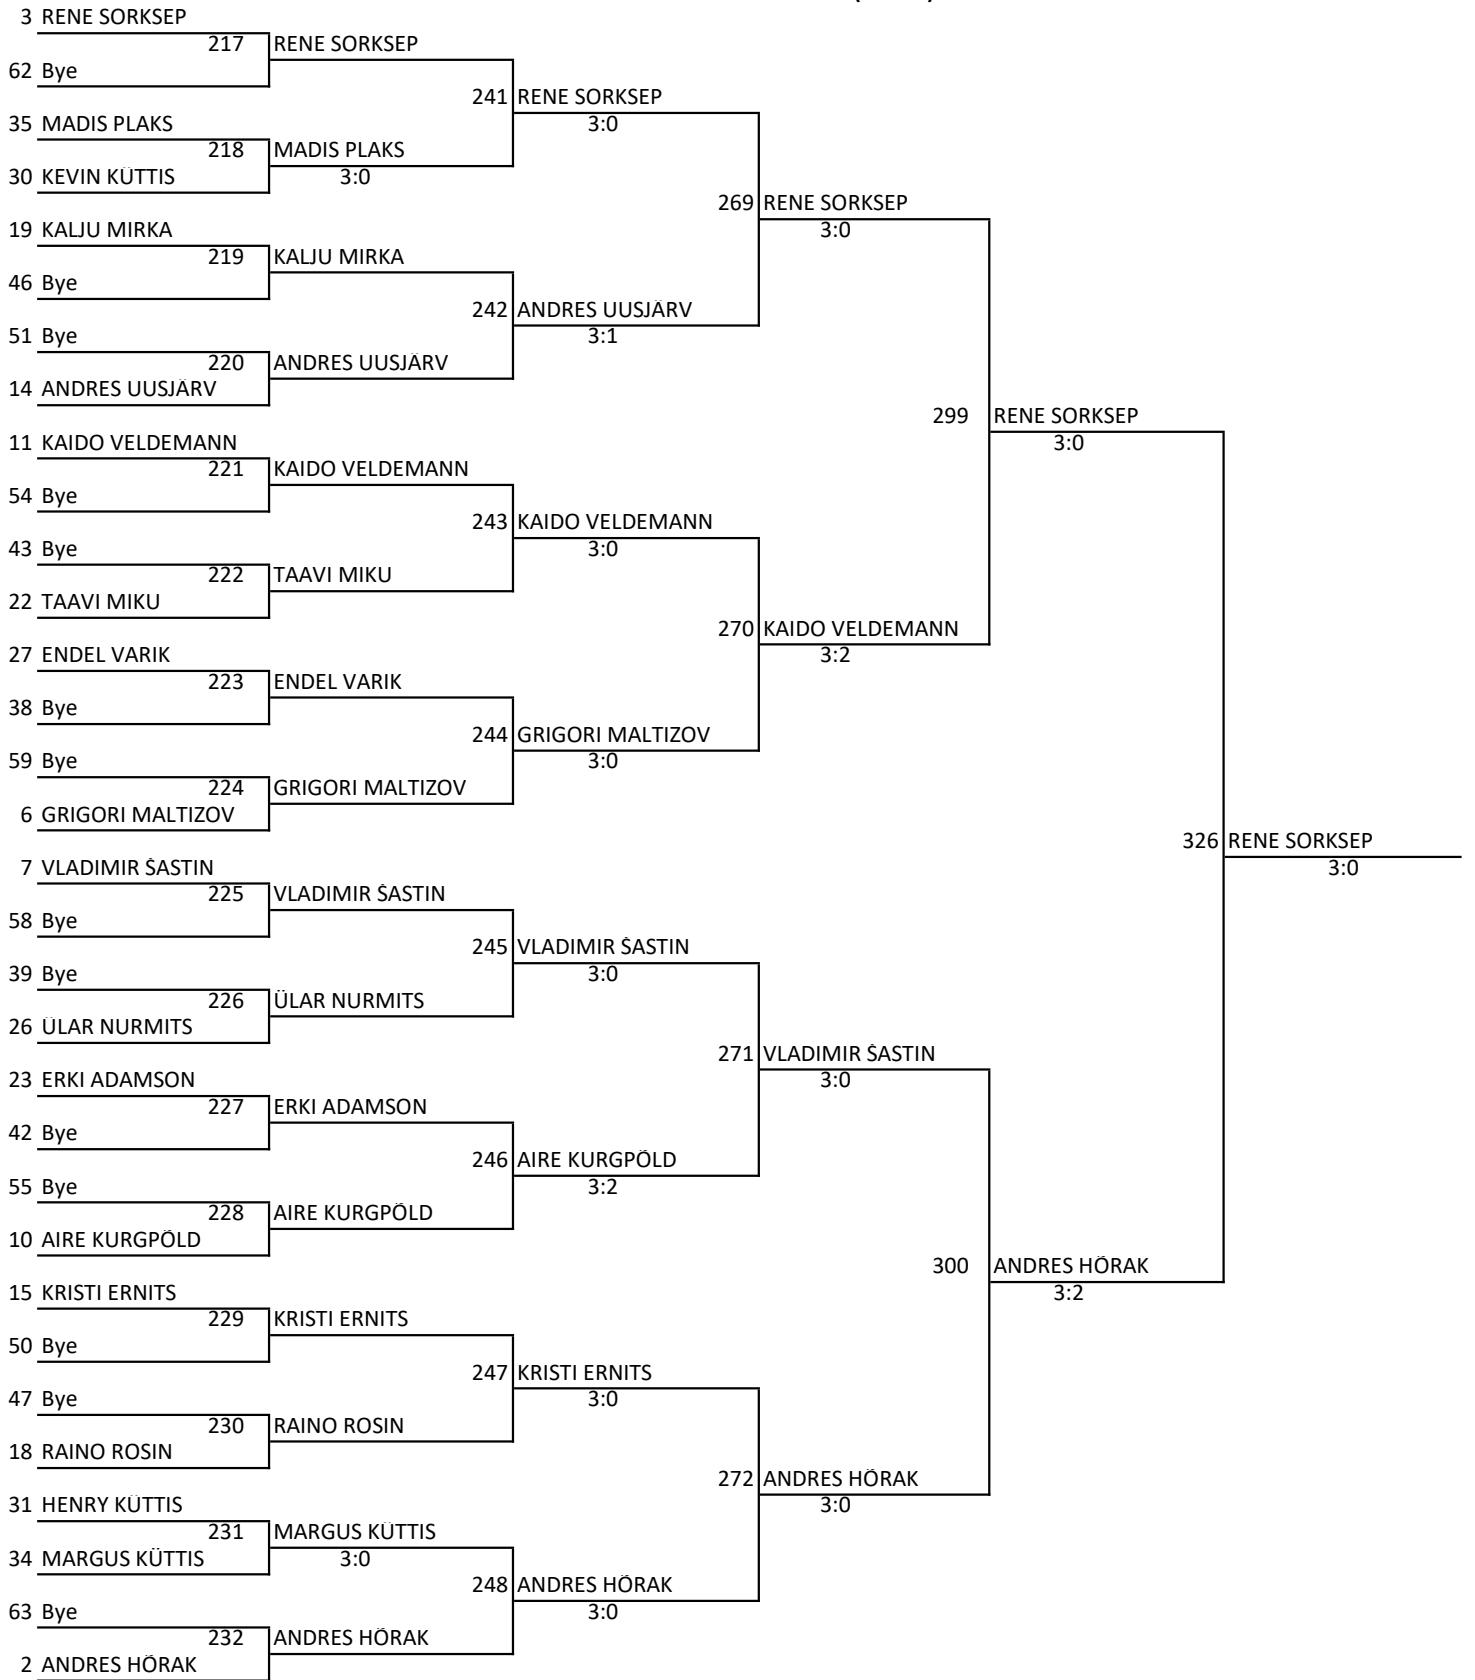 3 RENE SORKSEP
217 RENE SORKSEP
62 Bye
241 RENE SORKSEP
35 MADIS PLAKS
3:0
218 MADIS PLAKS
30 KEVIN KÜTTIS
3:0
269 RENE SORKSEP
19 KALJU MIRKA
3:0
219 KALJU MIRKA
46 Bye
242 ANDRES UUSJÄRV
51 Bye
3:1
220 ANDRES UUSJÄRV
14 ANDRES UUSJÄRV
299 RENE SORKSEP
11 KAIDO VELDEMANN
3:0
221 KAIDO VELDEMANN
54 Bye
243 KAIDO VELDEMANN
43 Bye
3:0
222 TAAVI MIKU
22 TAAVI MIKU
270 KAIDO VELDEMANN
27 ENDEL VARIK
3:2
223 ENDEL VARIK
38 Bye
244 GRIGORI MALTIZOV
59 Bye
3:0
224 GRIGORI MALTIZOV
6 GRIGORI MALTIZOV
326 RENE SORKSEP
7 VLADIMIR ŠASTIN
3:0
225 VLADIMIR ŠASTIN
58 Bye
245 VLADIMIR ŠASTIN
39 Bye
3:0
226 ÜLAR NURMITS
26 ÜLAR NURMITS
271 VLADIMIR ŠASTIN
23 ERKI ADAMSON
3:0
227 ERKI ADAMSON
42 Bye
246 AIRE KURGPÕLD
55 Bye
3:2
228 AIRE KURGPÕLD
10 AIRE KURGPÕLD
300 ANDRES HÕRAK
15 KRISTI ERNITS
3:2
229 KRISTI ERNITS
50 Bye
247 KRISTI ERNITS
47 Bye
3:0
230 RAINO ROSIN
18 RAINO ROSIN
272 ANDRES HÕRAK
31 HENRY KÜTTIS
3:0
231 MARGUS KÜTTIS
34 MARGUS KÜTTIS
3:0
248 ANDRES HÕRAK
63 Bye
3:0
232 ANDRES HÕRAK
2 ANDRES HÕRAK